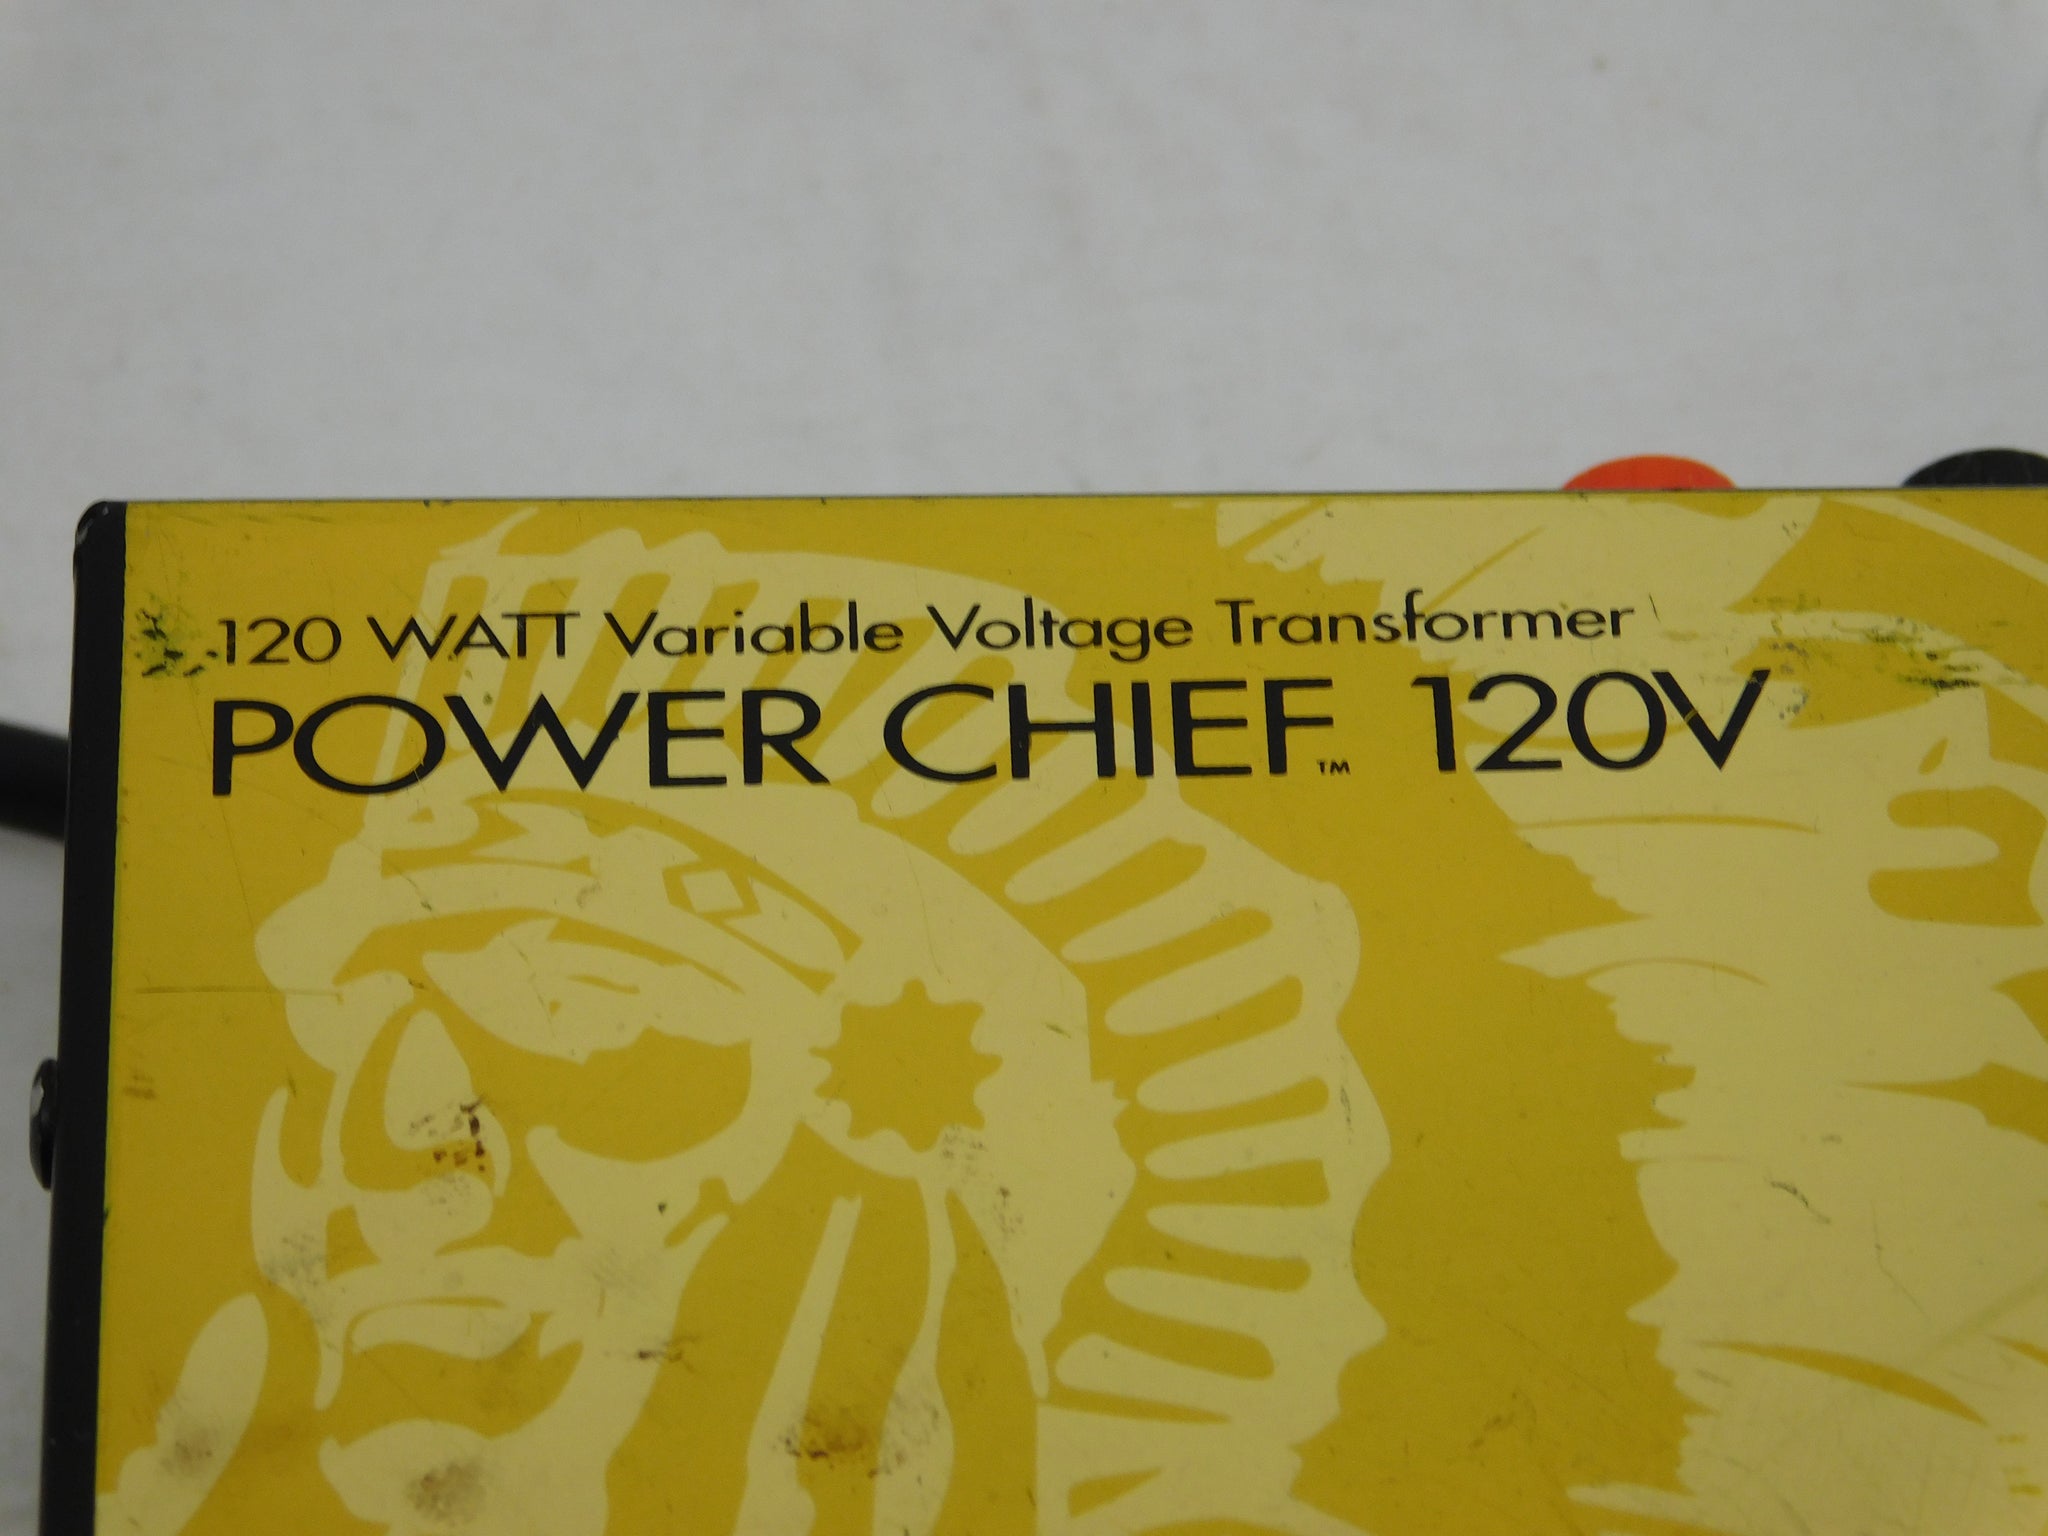 120 WATT Variable Voltage Transformer
POWER CHIEF™ 120V